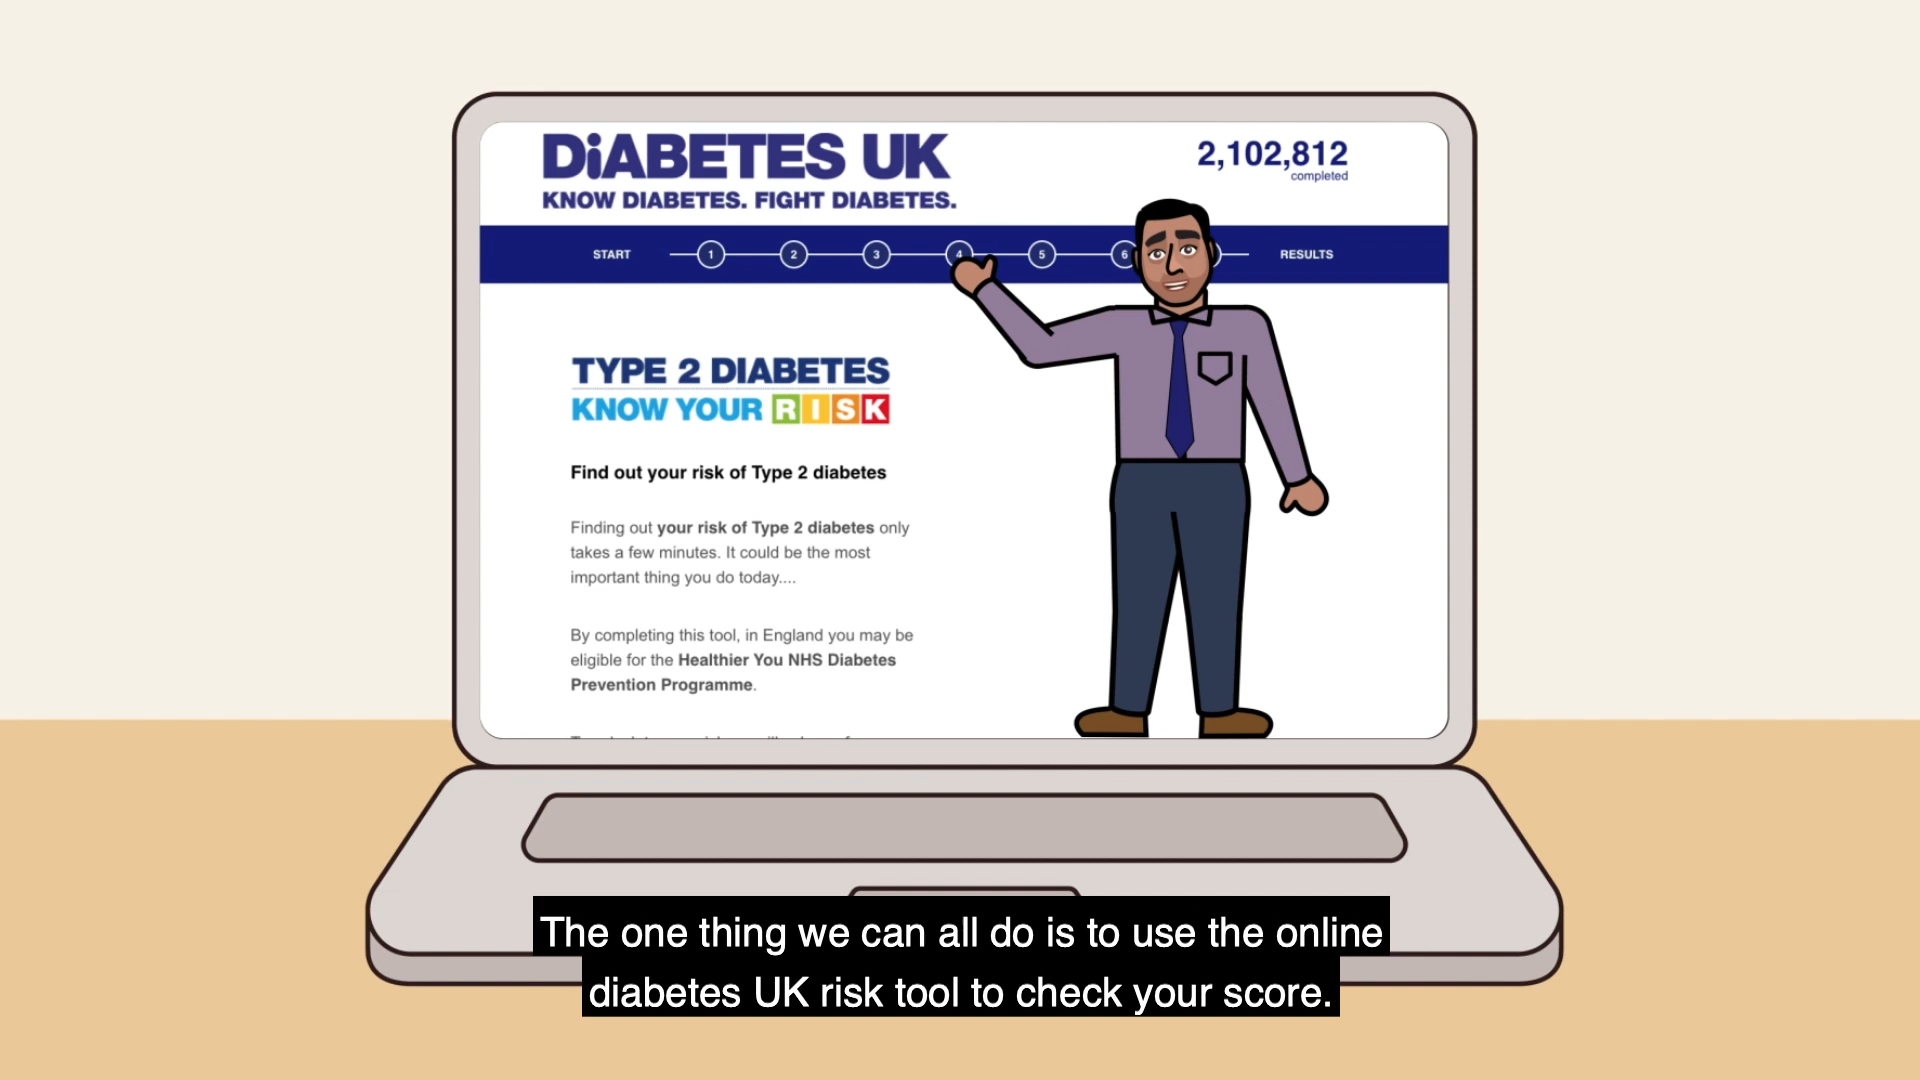 DiABETES UK
KNOW DIABETES. FIGHT DIABETES.
2,102,812
completed
START 1 2 3 4 5 6 RESULTS
TYPE 2 DIABETES
KNOW YOUR RISK
Find out your risk of Type 2 diabetes
Finding out your risk of Type 2 diabetes only
takes a few minutes. It could be the most
important thing you do today....
By completing this tool, in England you may be
eligible for the Healthier You NHS Diabetes
Prevention Programme.
The one thing we can all do is to use the online
diabetes UK risk tool to check your score.